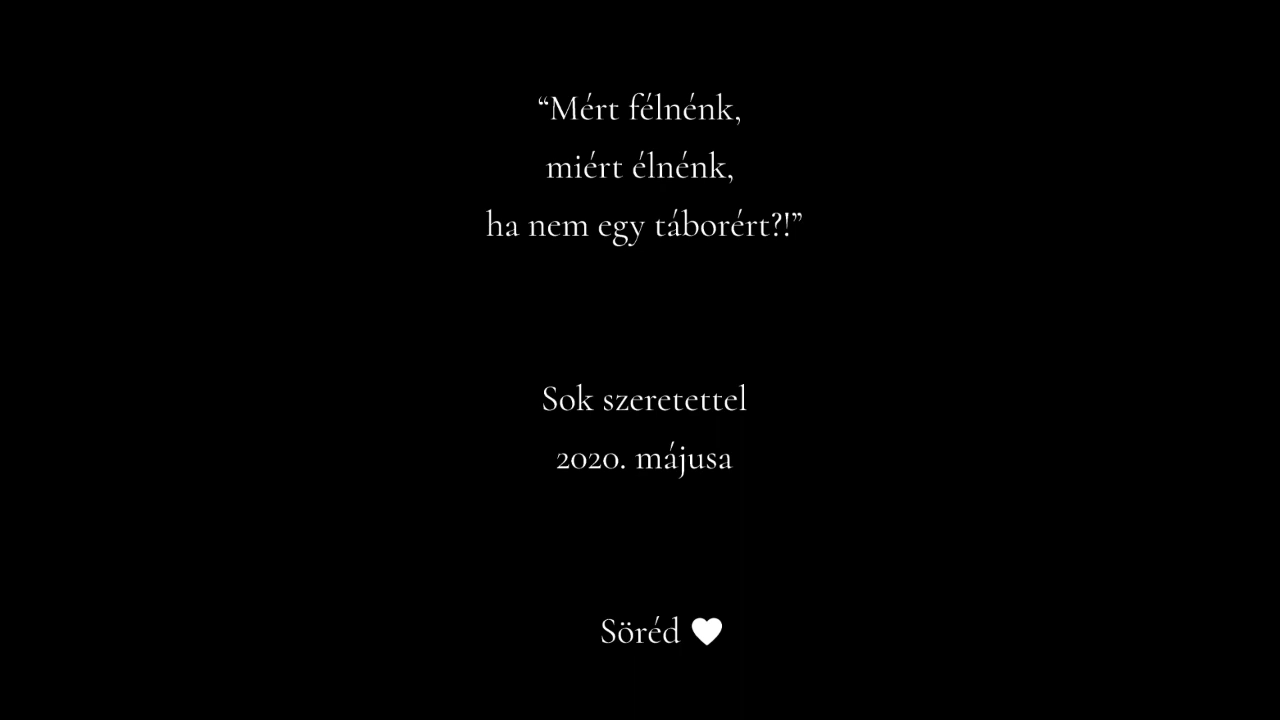 “Mért félnénk,
miért élnénk,
ha nem egy táborért?!”
Sok szeretettel
2020. májusa
Söréd ♥